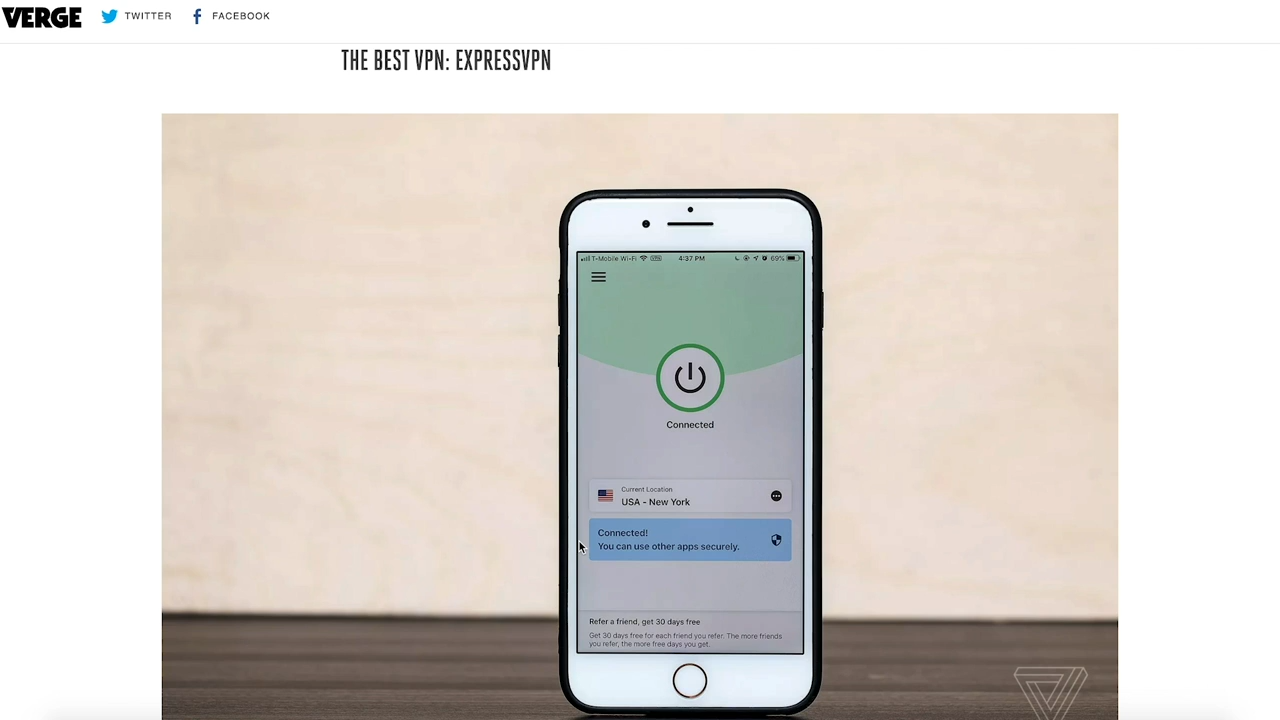 VERGE TWITTER FACEBOOK
THE BEST VPN: EXPRESSVPN
T-Mobile Wi-Fi VPN 4:37 PM 69%
Connected
Current Location
USA - New York
Connected!
You can use other apps securely.
Refer a friend, get 30 days free
Get 30 days free for each friend you refer. The more friends
you refer, the more free days you get.